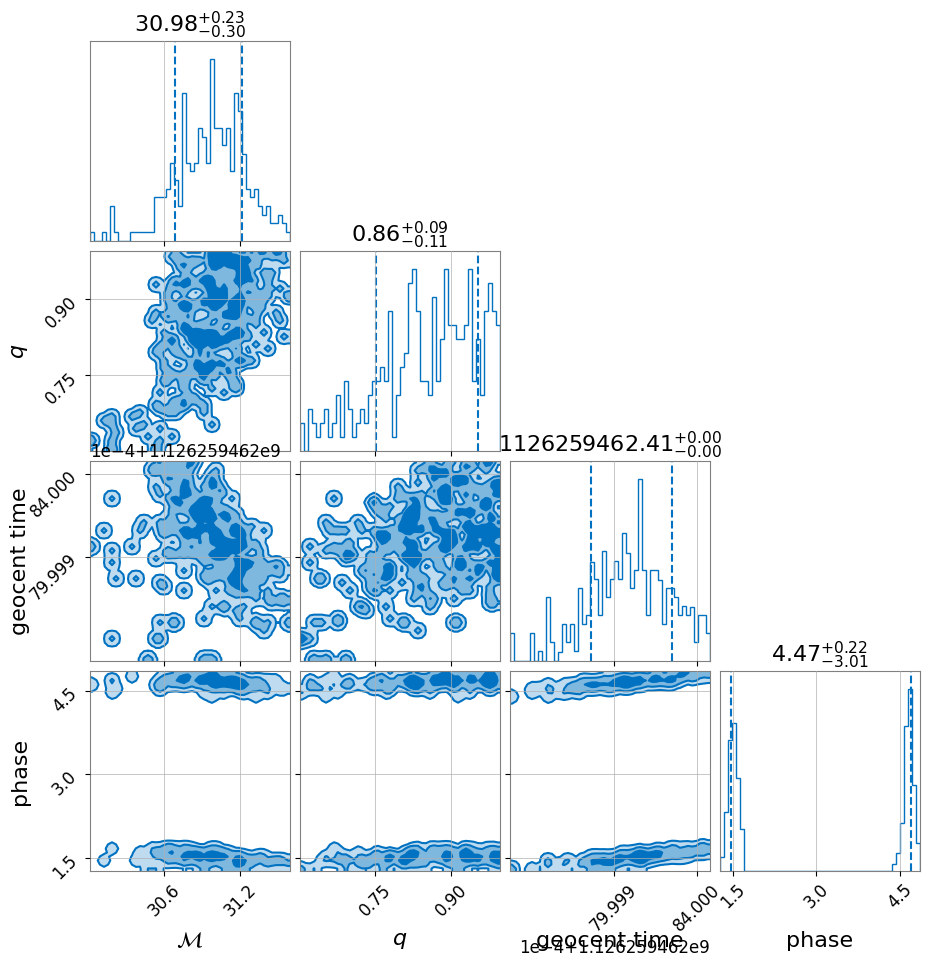 30.98+0.23−0.30
0.86+0.09−0.11
q
0.90
0.75
1e−4+1.126259462e9
1126259462.41+0.00−0.00
geocent time
84.000
79.999
4.47+0.22−3.01
phase
4.5
3.0
1.5
30.6 31.2 0.75 0.90 79.999 84.000 1.5 3.0 4.5
ℳ q geocent time phase
1e−4+1.126259462e9